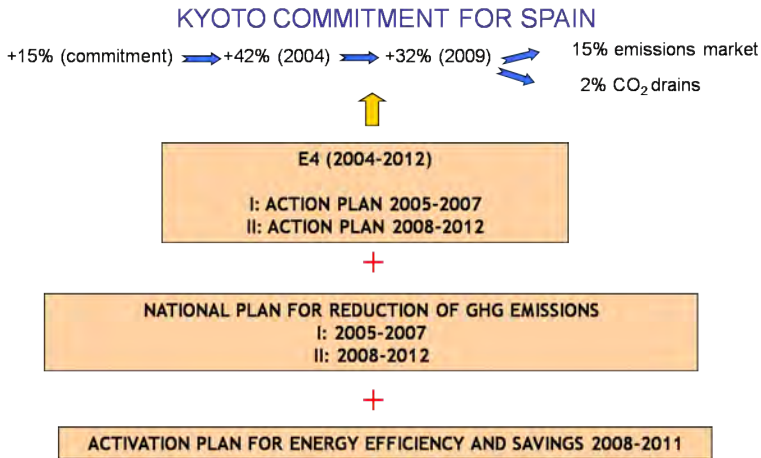 KYOTO COMMITMENT FOR SPAIN
+15% (commitment) +42% (2004) +32% (2009) 15% emissions market
2% CO₂ drains
E4 (2004-2012)
I: ACTION PLAN 2005-2007
II: ACTION PLAN 2008-2012
+
NATIONAL PLAN FOR REDUCTION OF GHG EMISSIONS
I: 2005-2007
II: 2008-2012
+
ACTIVATION PLAN FOR ENERGY EFFICIENCY AND SAVINGS 2008-2011